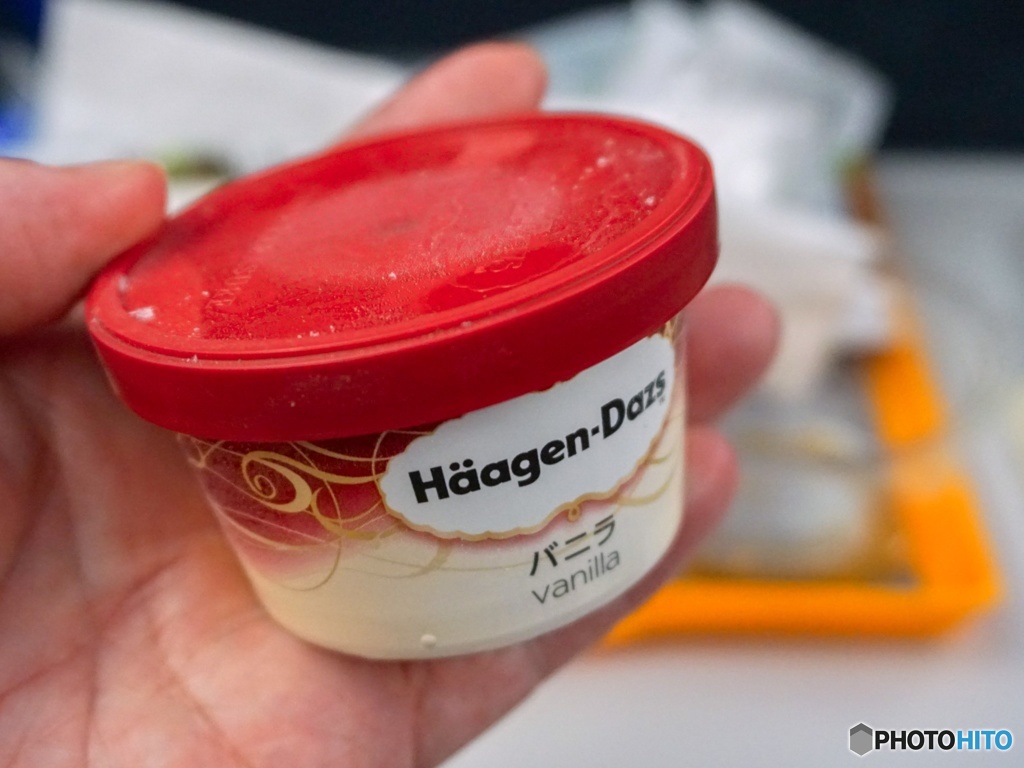 Häagen-Dazs
バニラ
vanilla
PHOTOHITO